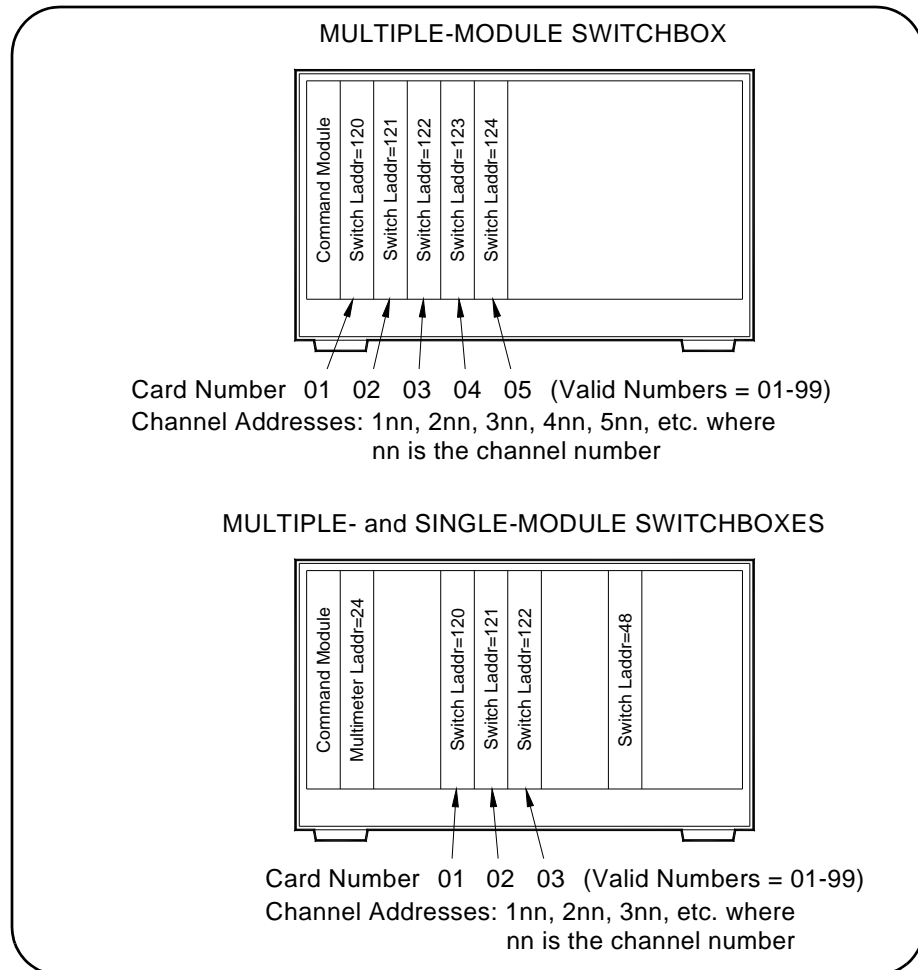 MULTIPLE-MODULE SWITCHBOX
Command Module
Switch Laddr=120
Switch Laddr=121
Switch Laddr=122
Switch Laddr=123
Switch Laddr=124
Card Number 01 02 03 04 05 (Valid Numbers = 01-99)
Channel Addresses: 1nn, 2nn, 3nn, 4nn, 5nn, etc. where
nn is the channel number
MULTIPLE- and SINGLE-MODULE SWITCHBOXES
Command Module
Multimeter Laddr=24
Switch Laddr=120
Switch Laddr=121
Switch Laddr=122
Switch Laddr=48
Card Number 01 02 03 (Valid Numbers = 01-99)
Channel Addresses: 1nn, 2nn, 3nn, etc. where
nn is the channel number